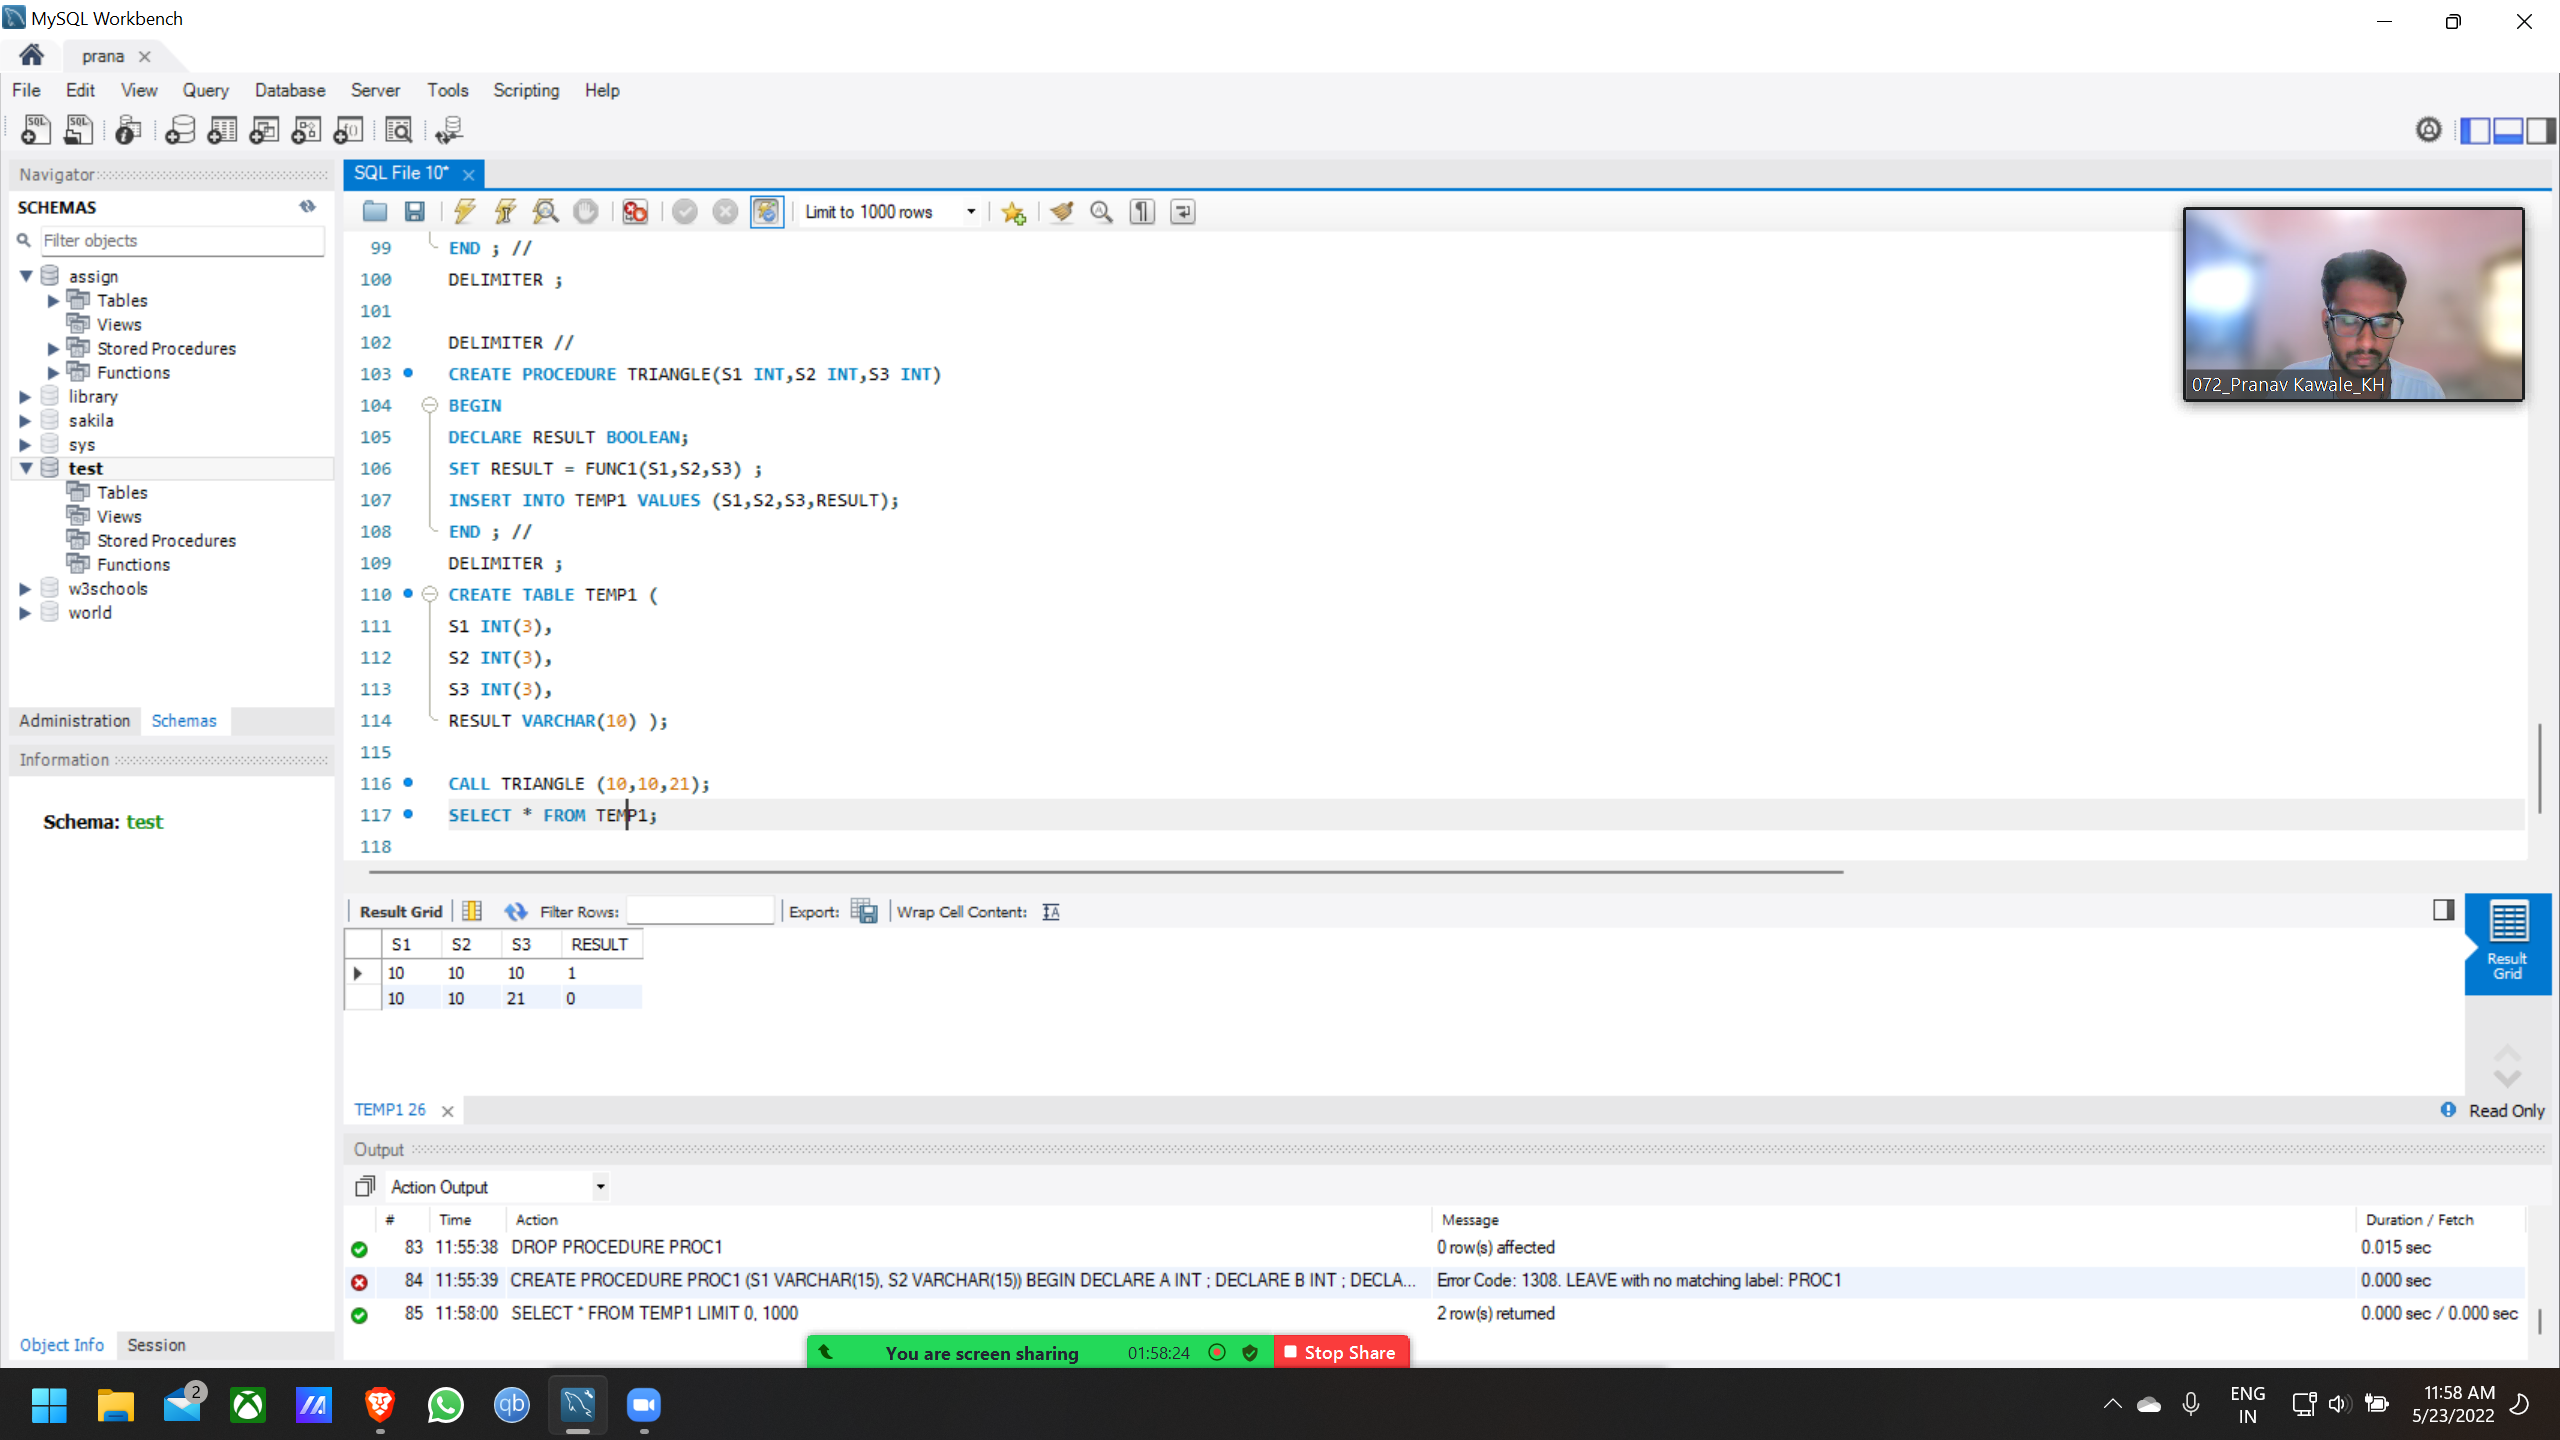 MySQL Workbench
prana
File Edit View Query Database Server Tools Scripting Help
Navigator
SCHEMAS
Filter objects
assign
Tables
Views
Stored Procedures
Functions
library
sakila
sys
test
Tables
Views
Stored Procedures
Functions
w3schools
world
Administration Schemas
Information
Schema: test
Object Info Session
SQL File 10*
Limit to 1000 rows
99 END ; //
100 DELIMITER ;
101
102 DELIMITER //
103 CREATE PROCEDURE TRIANGLE(S1 INT,S2 INT,S3 INT)
104 BEGIN
105 DECLARE RESULT BOOLEAN;
106 SET RESULT = FUNC1(S1,S2,S3) ;
107 INSERT INTO TEMP1 VALUES (S1,S2,S3,RESULT);
108 END ; //
109 DELIMITER ;
110 CREATE TABLE TEMP1 (
111 S1 INT(3),
112 S2 INT(3),
113 S3 INT(3),
114 RESULT VARCHAR(10) );
115
116 CALL TRIANGLE (10,10,21);
117 SELECT * FROM TEMP1;
118
072_Pranav Kawale_KH
Result Grid Filter Rows: Export: Wrap Cell Content:
S1 S2 S3 RESULT
10 10 10 1
10 10 21 0
Result
Grid
TEMP1 26
Read Only
Output
Action Output
# Time Action Message Duration / Fetch
83 11:55:38 DROP PROCEDURE PROC1 0 row(s) affected 0.015 sec
84 11:55:39 CREATE PROCEDURE PROC1 (S1 VARCHAR(15), S2 VARCHAR(15)) BEGIN DECLARE A INT ; DECLARE B INT ; DECLA... Error Code: 1308. LEAVE with no matching label: PROC1 0.000 sec
85 11:58:00 SELECT * FROM TEMP1 LIMIT 0, 1000 2 row(s) returned 0.000 sec / 0.000 sec
You are screen sharing 01:58:24 Stop Share
2
qb
ENG
IN
11:58 AM
5/23/2022